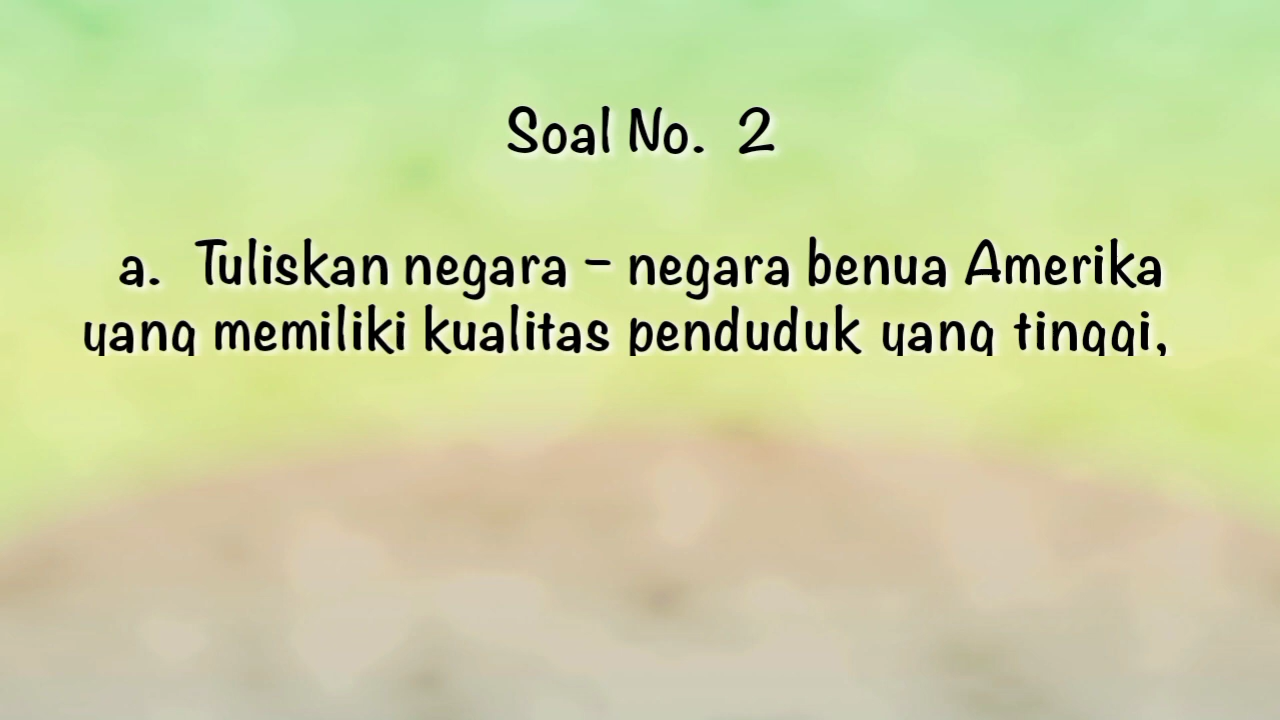 Soal No. 2
a. Tuliskan negara - negara benua Amerika
yang memiliki kualitas penduduk yang tinggi,